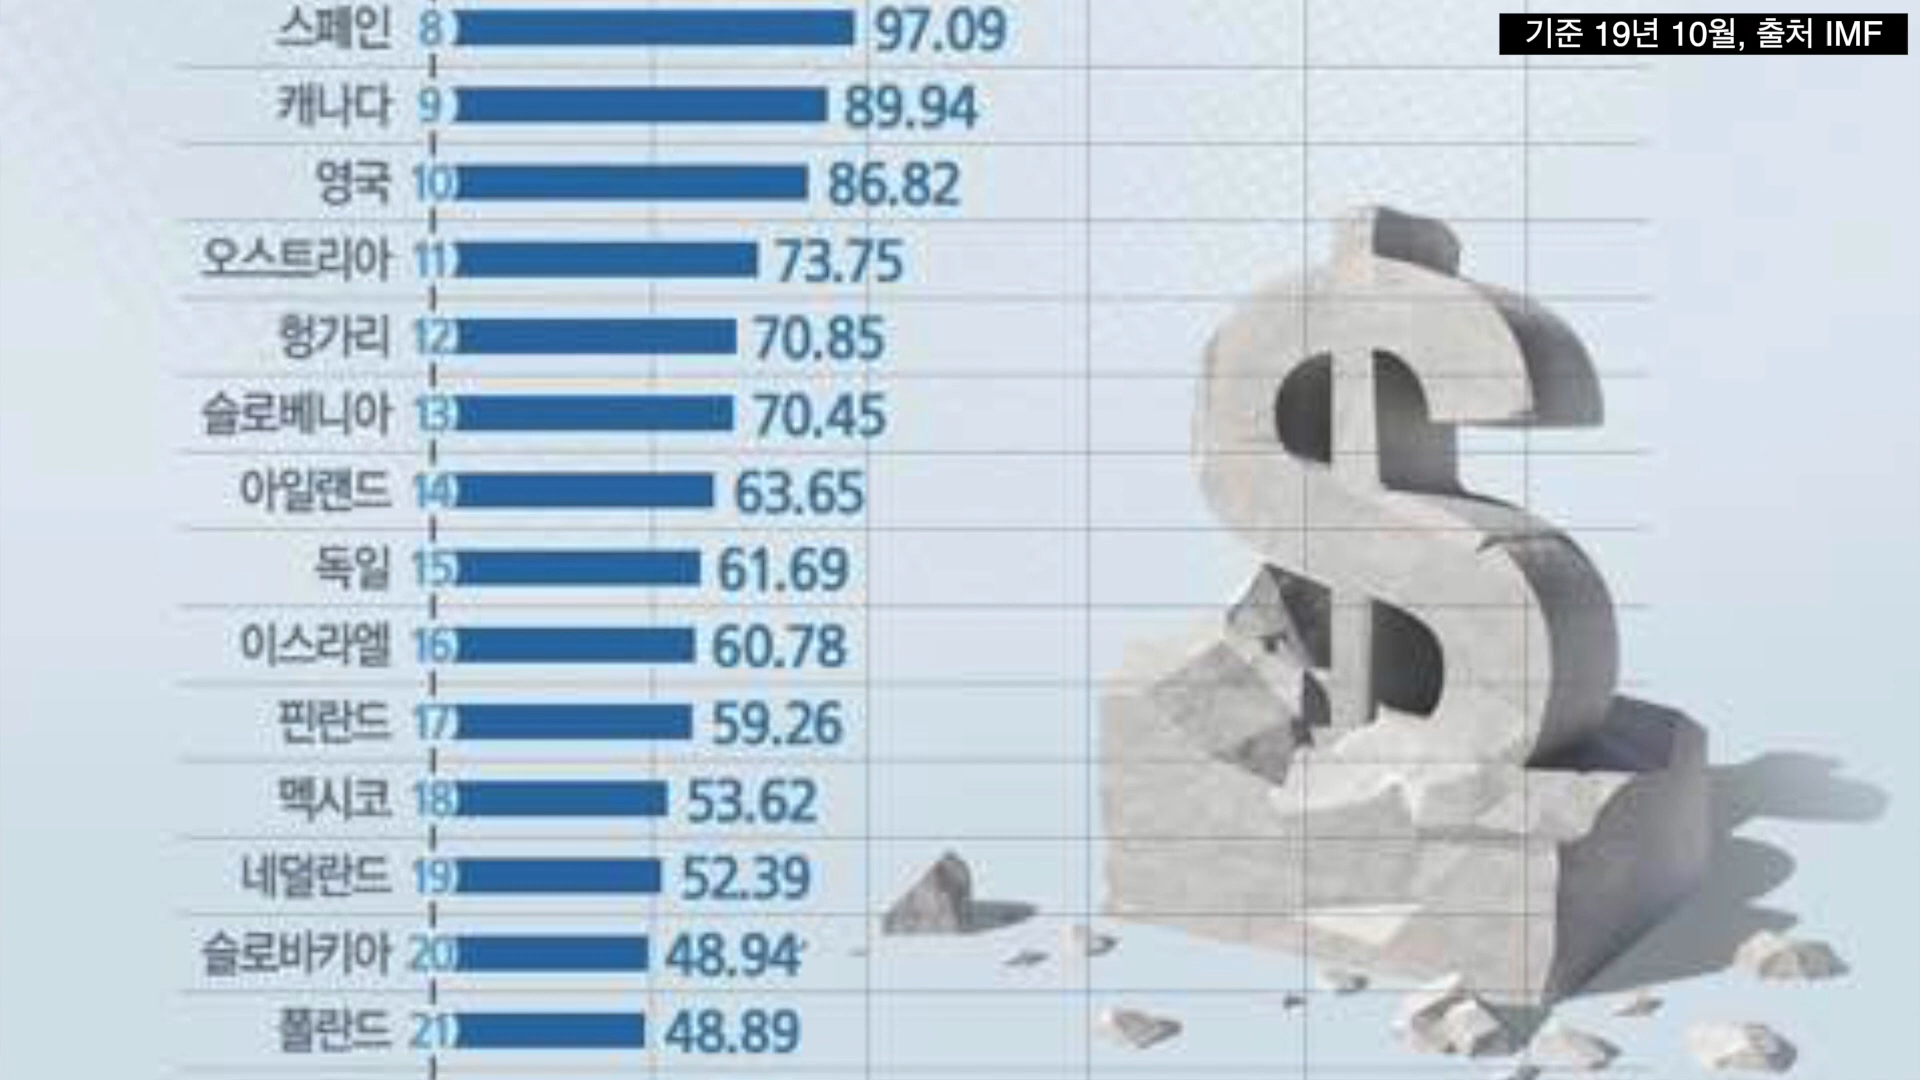 기준 19년 10월, 출처 IMF
스페인 8 97.09
캐나다 9 89.94
영국 10 86.82
오스트리아 11 73.75
헝가리 12 70.85
슬로베니아 13 70.45
아일랜드 14 63.65
독일 15 61.69
이스라엘 16 60.78
핀란드 17 59.26
멕시코 18 53.62
네덜란드 19 52.39
슬로바키아 20 48.94
폴란드 21 48.89